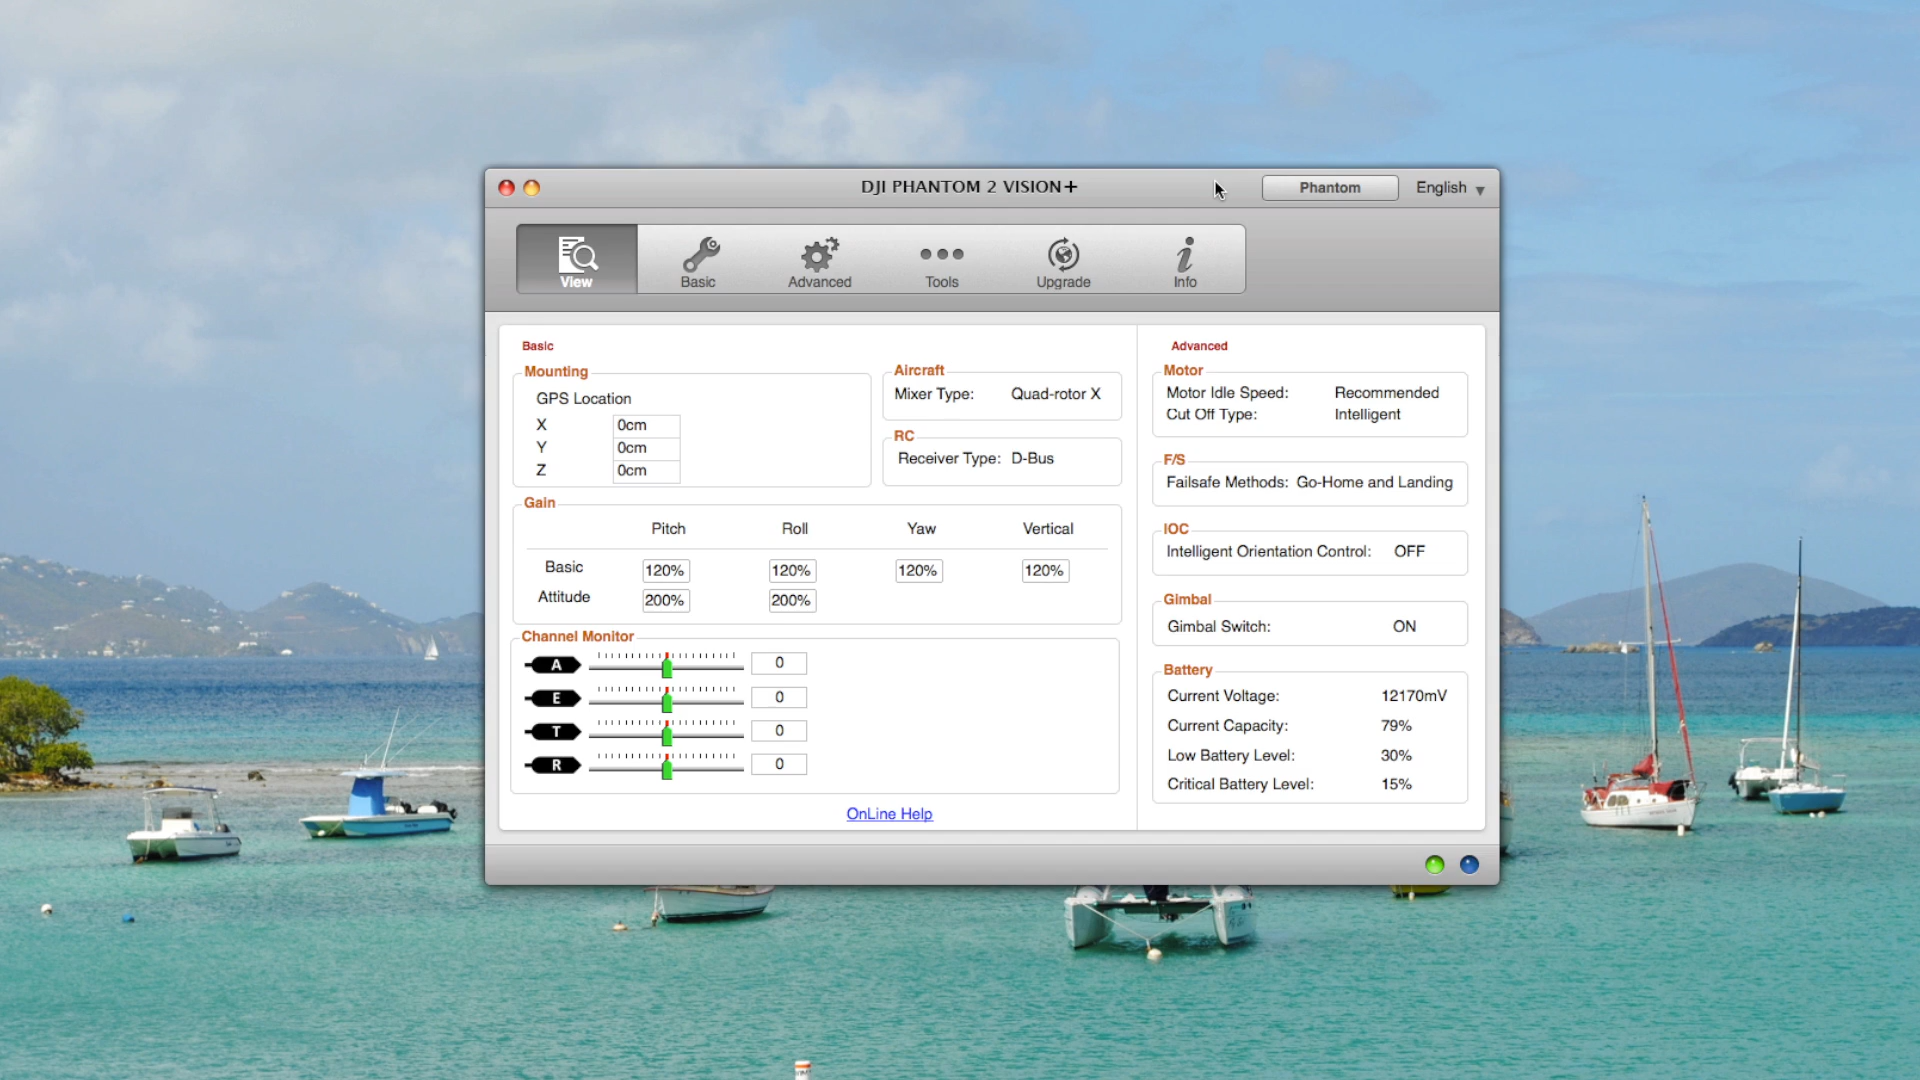 DJI PHANTOM 2 VISION+
Phantom
English
View
Basic
Advanced
Tools
Upgrade
Info
Basic
Mounting
GPS Location
X 0cm
Y 0cm
Z 0cm
Aircraft
Mixer Type: Quad-rotor X
RC
Receiver Type: D-Bus
Gain
Pitch Roll Yaw Vertical
Basic 120% 120% 120% 120%
Attitude 200% 200%
Channel Monitor
A 0
E 0
T 0
R 0
OnLine Help
Advanced
Motor
Motor Idle Speed: Recommended
Cut Off Type: Intelligent
F/S
Failsafe Methods: Go-Home and Landing
IOC
Intelligent Orientation Control: OFF
Gimbal
Gimbal Switch: ON
Battery
Current Voltage: 12170mV
Current Capacity: 79%
Low Battery Level: 30%
Critical Battery Level: 15%